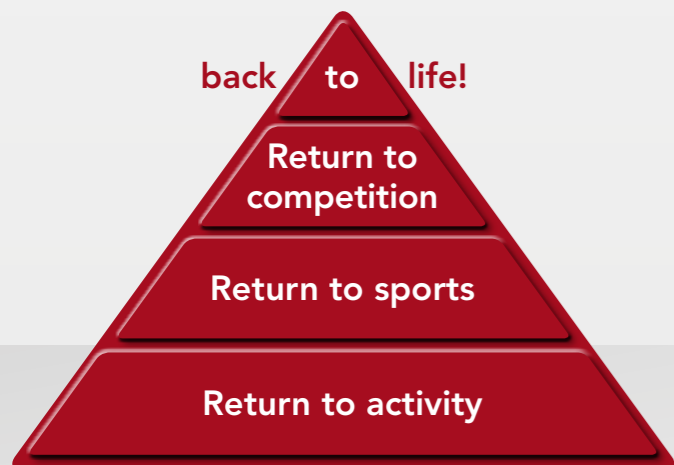 back to life!
Return to
competition
Return to sports
Return to activity